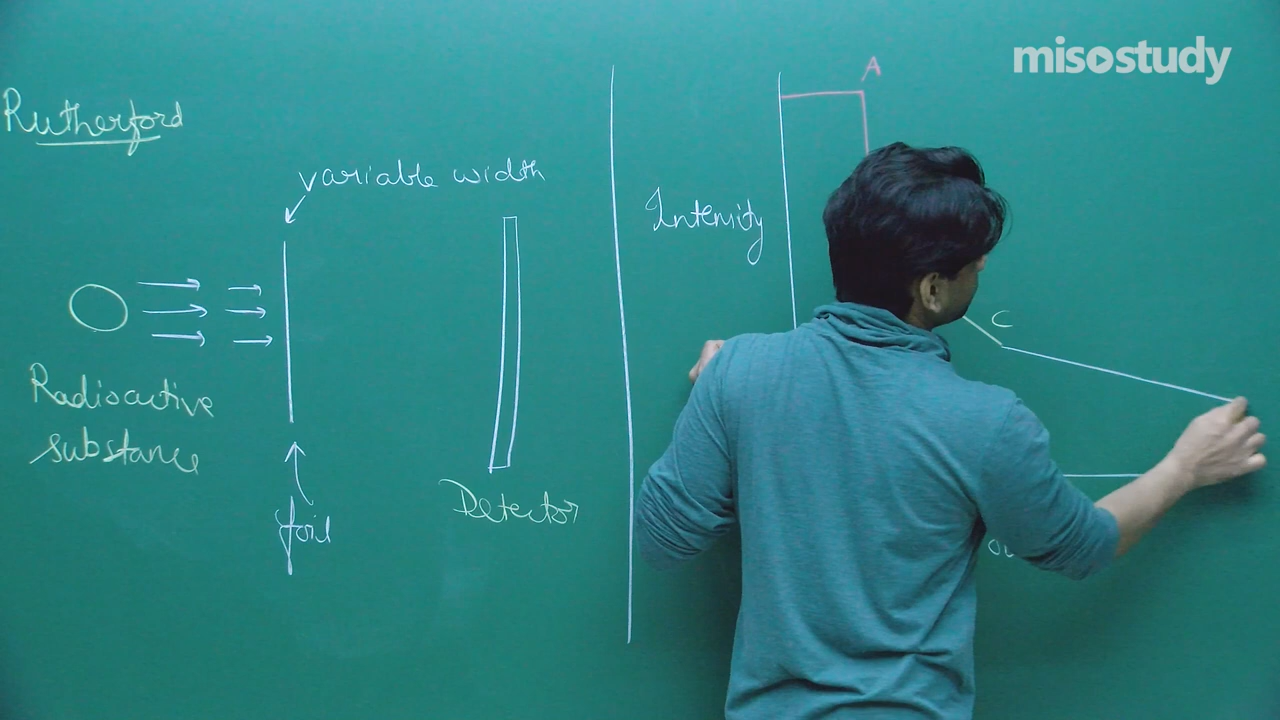 misostudy
Rutherford
variable width
Radioactive
substance
foil
Detector
Intensity
A
C